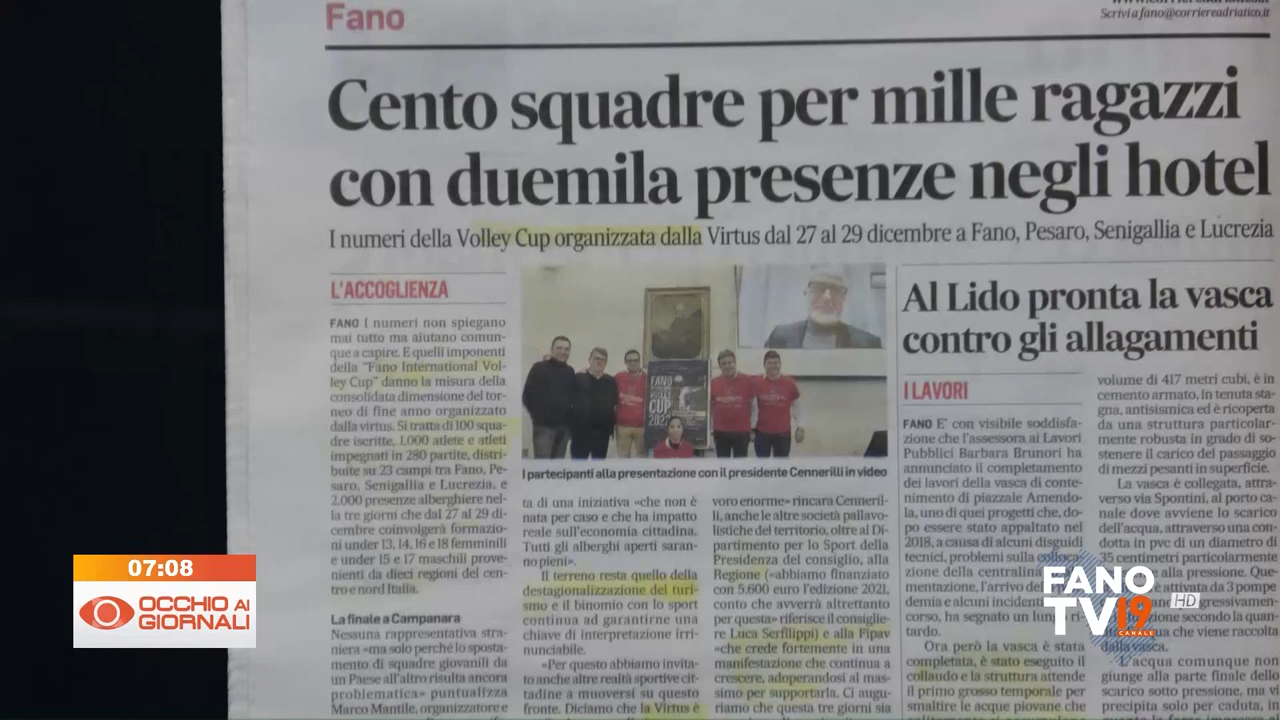 Fano
Scrivi a fano@corriereadriatico.it
Cento squadre per mille ragazzi
con duemila presenze negli hotel
I numeri della Volley Cup organizzata dalla Virtus dal 27 al 29 dicembre a Fano, Pesaro, Senigallia e Lucrezia
L'ACCOGLIENZA
FANO I numeri non spiegano
mai tutto ma aiutano comun-
que a capire. E quelli imponenti
della "Fano International Vol-
ley Cup" danno la misura della
consolidata dimensione del tor-
neo di fine anno organizzato
dalla virtus. Si tratta di 100 squa-
dre iscritte, 1.000 atlete e atleti
impegnati in 280 partite, distri-
buite su 23 campi tra Fano, Pe-
saro, Senigallia e Lucrezia, e
2.000 presenze alberghiere nel-
la tre giorni che dal 27 al 29 di-
cembre coinvolgerà formazio-
ni under 13, 14, 16 e 18 femminili
e under 15 e 17 maschili prove-
nienti da dieci regioni del cen-
tro e nord Italia.
La finale a Campanara
Nessuna rappresentativa stra-
niera «ma solo perché lo sposta-
mento di squadre giovanili da
un Paese all'altro risulta ancora
problematica» puntualizza
Marco Mantile, organizzatore e
FANO
CUP
I partecipanti alla presentazione con il presidente Cennerilli in video
ta di una iniziativa «che non è
nata per caso e che ha impatto
reale sull'economia cittadina.
Tutti gli alberghi aperti saran-
no pieni».
Il terreno resta quello della
destagionalizzazione del turi-
smo e il binomio con lo sport
continua ad garantirne una
chiave di interpretazione irri-
nunciabile.
«Per questo abbiamo invita-
to anche altre realtà sportive cit-
tadine a muoversi su questo
fronte. Diciamo che la Virtus è
voro enorme» rincara Cenneril-
li, anche le altre società pallavo-
listiche del territorio, oltre al Di-
partimento per lo Sport della
Presidenza del consiglio, alla
Regione («abbiamo finanziato
con 5.600 euro l'edizione 2021,
conto che avverrà altrettanto
per questa» riferisce il consiglie-
re Luca Serfilippi) e alla Fipav
«che crede fortemente in una
manifestazione che continua a
crescere, adoperandosi al mas-
simo per supportarla. Ci augu-
riamo che questa tre giorni sia
Al Lido pronta la vasca
contro gli allagamenti
I LAVORI
FANO E' con visibile soddisfa-
zione che l'assessora ai Lavori
Pubblici Barbara Brunori ha
annunciato il completamento
dei lavori della vasca di conte-
nimento di piazzale Amendo-
la, uno di quei progetti che, do-
po essere stato appaltato nel
2018, a causa di alcuni disguidi
tecnici, problemi sulla colloca-
zione della centralina
mentazione, l'arrivo del
demia e alcuni incidenti
corso, ha segnato un lungo ri-
tardo.
Ora però la vasca è stata
completata, è stato eseguito il
collaudo e la struttura attende
il primo grosso temporale per
smaltire le acque piovane che
volume di 417 metri cubi, è in
cemento armato, in tenuta sta-
gna, antisismica ed è ricoperta
da una struttura particolar-
mente robusta in grado di so-
stenere il carico del passaggio
di mezzi pesanti in superficie.
La vasca è collegata, attra-
verso via Spontini, al porto ca-
nale dove avviene lo scarico
dell'acqua, attraverso una con-
dotta in pvc di un diametro di
35 centimetri particolarmente
alla pressione. Que-
è attivata da 3 pompe
gressivamen-
zione secondo la quan-
qua che viene raccolta
dalla vasca.
L'acqua comunque non
giunge alla parte finale dello
scarico sotto pressione, ma vi
precipita solo per caduta, in
07:08
OCCHIO AI
GIORNALI
FANO
TV 19
CANALE
HD